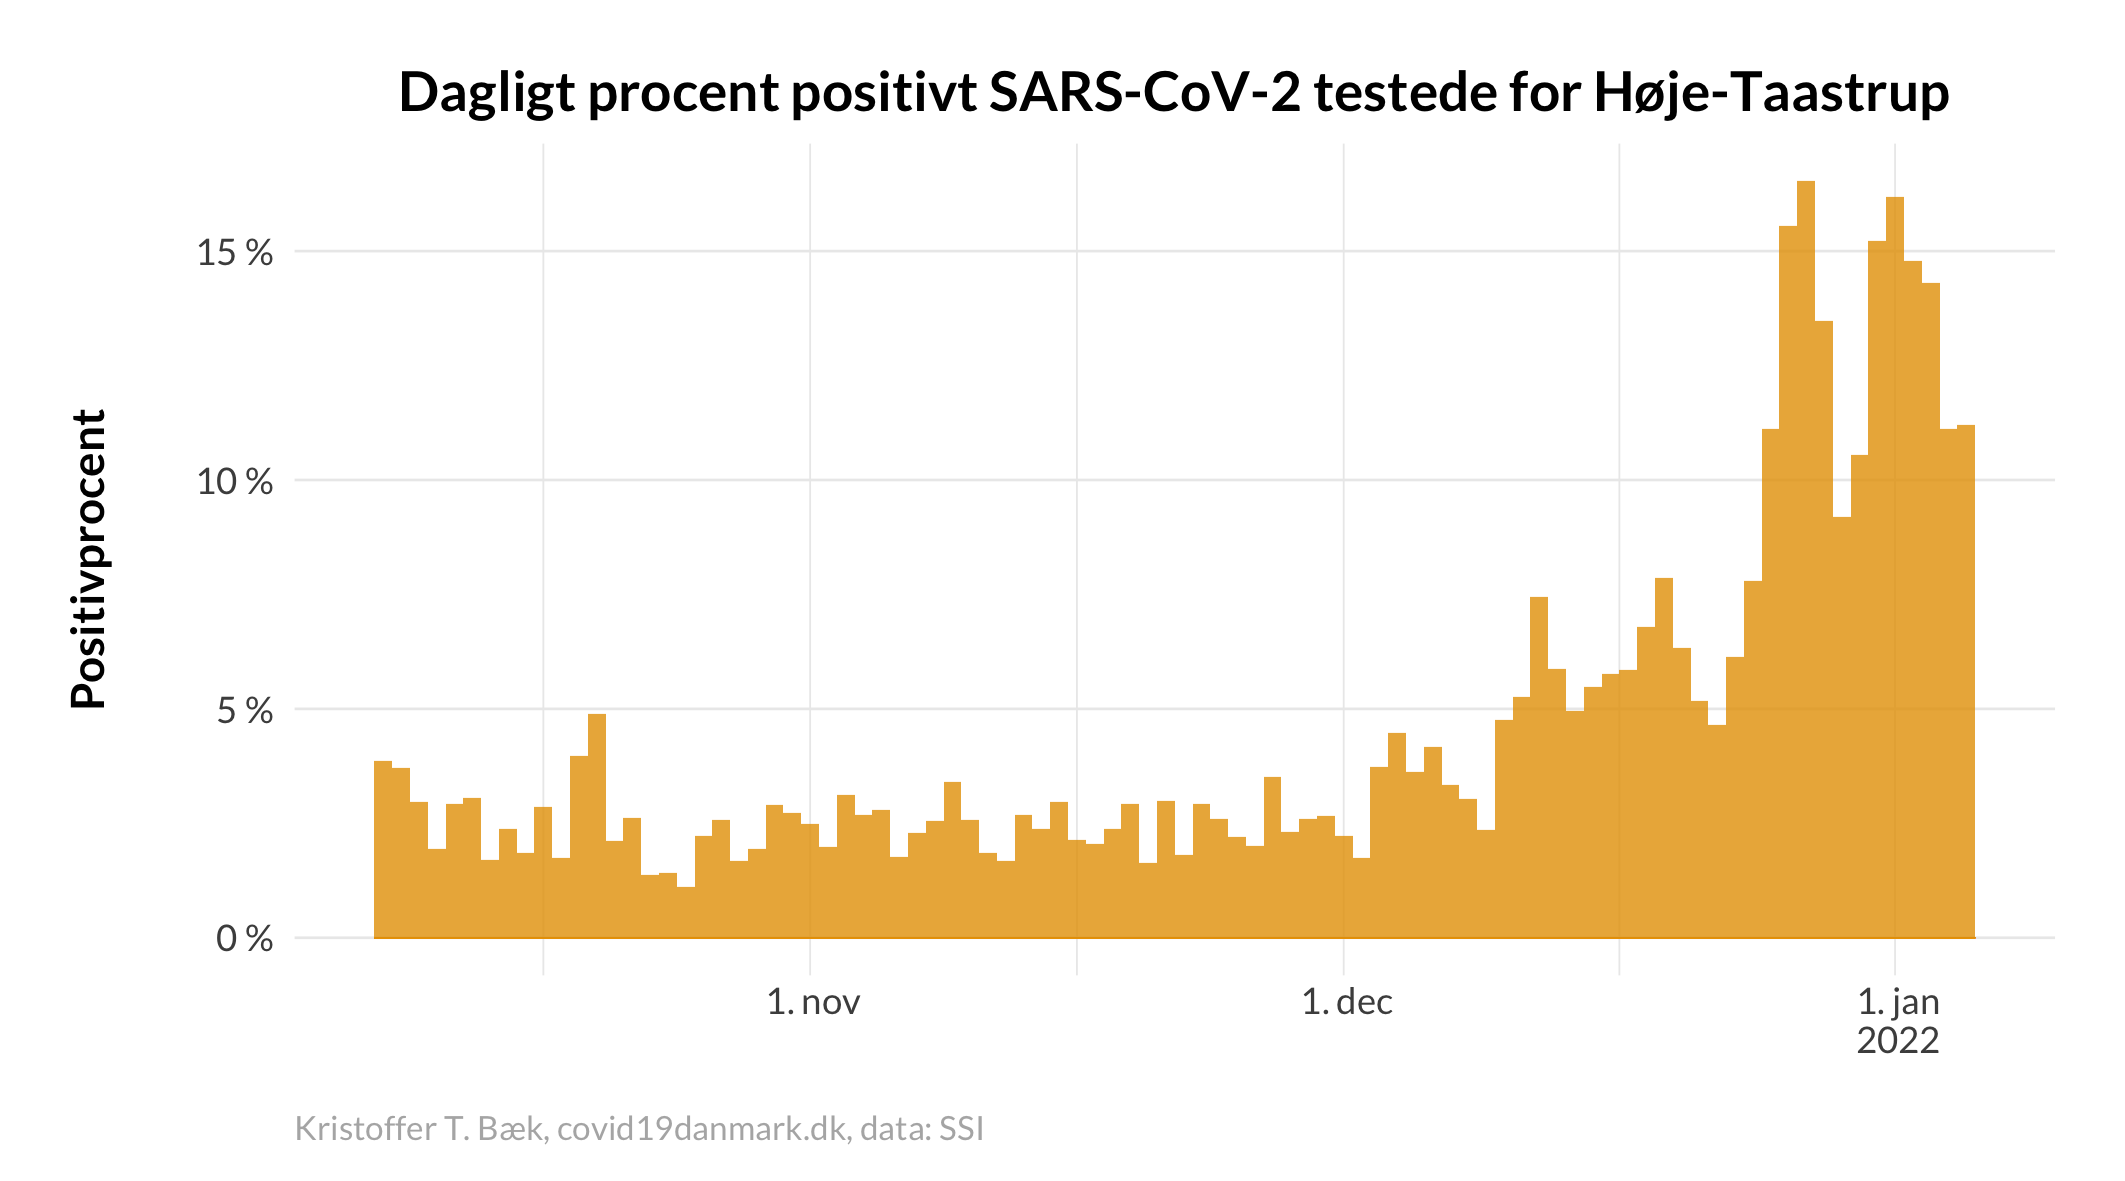 Dagligt procent positivt SARS-CoV-2 testede for Høje-Taastrup
Positivprocent
15 %
10 %
5 %
0 %
1. nov
1. dec
1. jan
2022
Kristoffer T. Bæk, covid19danmark.dk, data: SSI